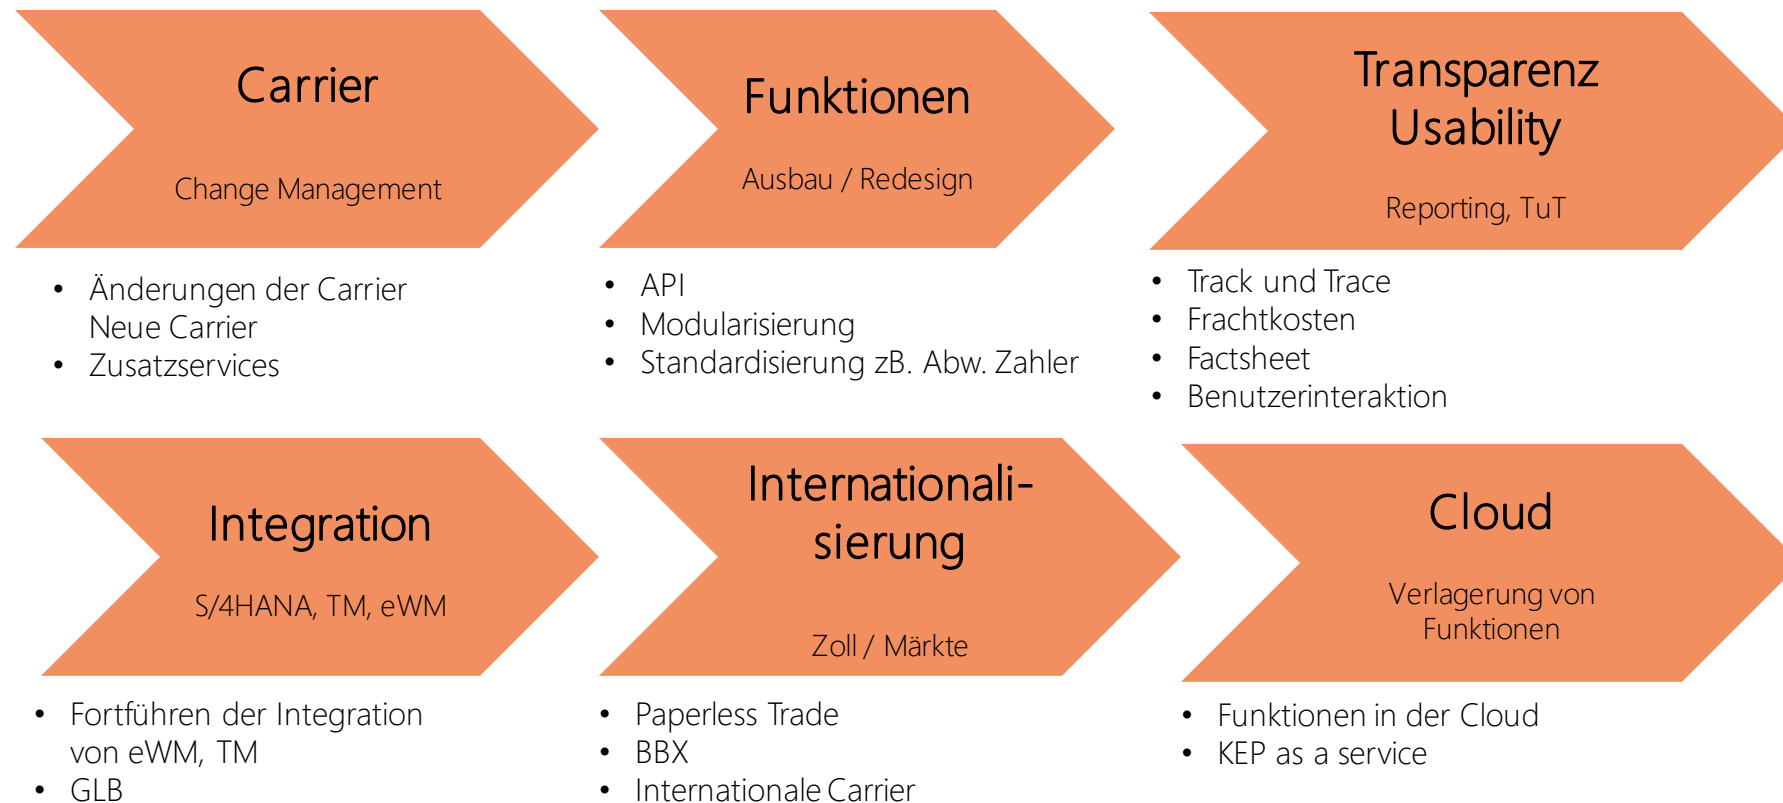 Carrier
Change Management
• Änderungen der Carrier
Neue Carrier
• Zusatzservices
Funktionen
Ausbau / Redesign
• API
• Modularisierung
• Standardisierung zB. Abw. Zahler
Transparenz
Usability
Reporting, TuT
• Track und Trace
• Frachtkosten
• Factsheet
• Benutzerinteraktion
Integration
S/4HANA, TM, eWM
• Fortführen der Integration
von eWM, TM
• GLB
Internationali-
sierung
Zoll / Märkte
• Paperless Trade
• BBX
• Internationale Carrier
Cloud
Verlagerung von
Funktionen
• Funktionen in der Cloud
• KEP as a service